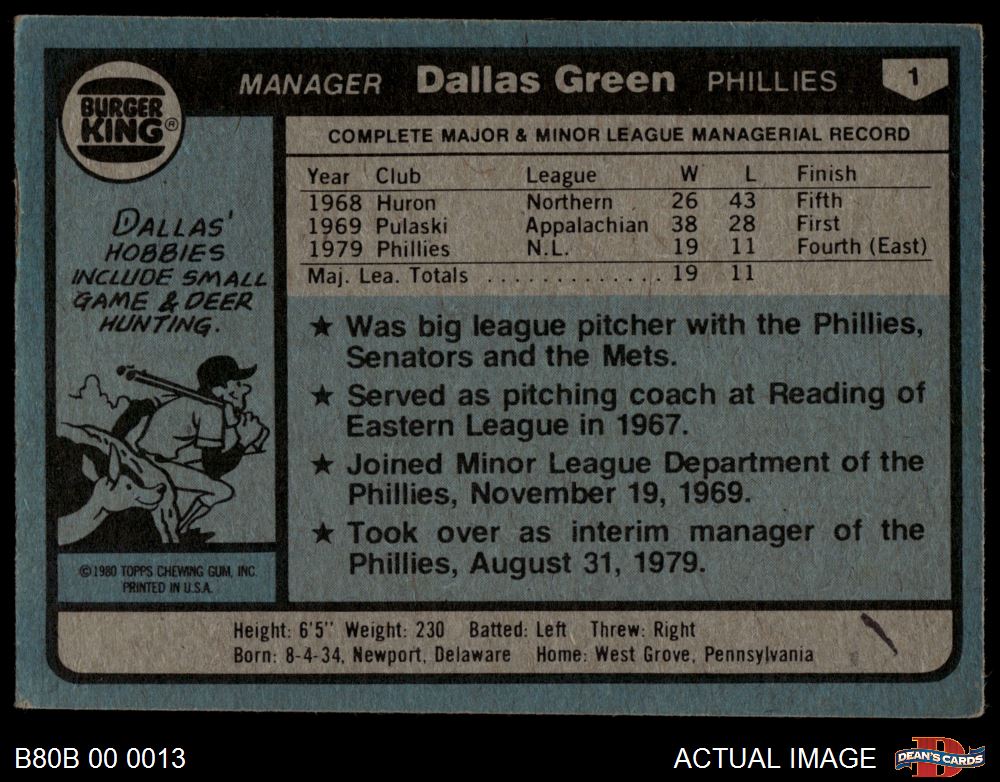 BURGER
KING®
MANAGER Dallas Green PHILLIES 1
COMPLETE MAJOR & MINOR LEAGUE MANAGERIAL RECORD
Year Club League W L Finish
1968 Huron Northern 26 43 Fifth
1969 Pulaski Appalachian 38 28 First
1979 Phillies N.L. 19 11 Fourth (East)
Maj. Lea. Totals . . . . . . . . . . . . . 19 11
DALLAS'
HOBBIES
INCLUDE SMALL
GAME & DEER
HUNTING.
★ Was big league pitcher with the Phillies,
Senators and the Mets.
★ Served as pitching coach at Reading of
Eastern League in 1967.
★ Joined Minor League Department of the
Phillies, November 19, 1969.
★ Took over as interim manager of the
Phillies, August 31, 1979.
©1980 TOPPS CHEWING GUM, INC.
PRINTED IN U.S.A.
Height: 6'5" Weight: 230 Batted: Left Threw: Right
Born: 8-4-34, Newport, Delaware Home: West Grove, Pennsylvania
B80B 00 0013
ACTUAL IMAGE
D
DEAN'S CARDS